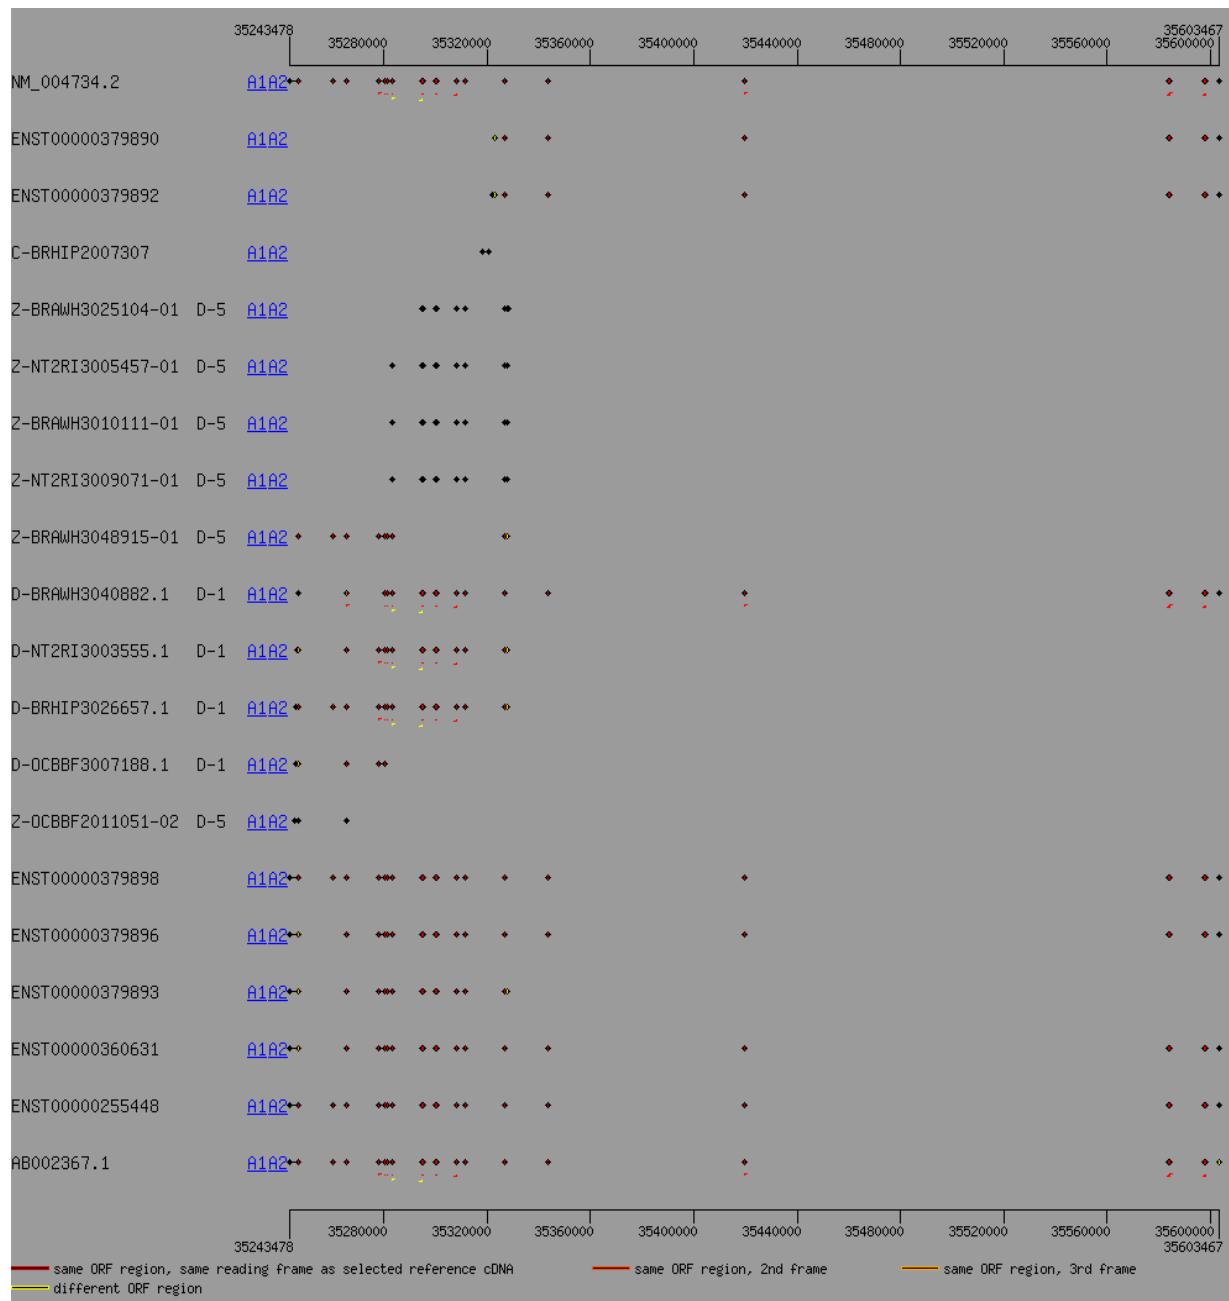 35243478 35603467
35280000 35320000 35360000 35400000 35440000 35480000 35520000 35560000 35600000
NM_004734.2 A1A2
ENST00000379890 A1A2
ENST00000379892 A1A2
C-BRHIP2007307 A1A2
Z-BRAWH3025104-01 D-5 A1A2
Z-NT2RI3005457-01 D-5 A1A2
Z-BRAWH3010111-01 D-5 A1A2
Z-NT2RI3009071-01 D-5 A1A2
Z-BRAWH3048915-01 D-5 A1A2
D-BRAWH3040882.1 D-1 A1A2
D-NT2RI3003555.1 D-1 A1A2
D-BRHIP3026657.1 D-1 A1A2
D-OCBBF3007188.1 D-1 A1A2
Z-OCBBF2011051-02 D-5 A1A2
ENST00000379898 A1A2
ENST00000379896 A1A2
ENST00000379893 A1A2
ENST00000360631 A1A2
ENST00000255448 A1A2
AB002367.1 A1A2
35280000 35320000 35360000 35400000 35440000 35480000 35520000 35560000 35600000
35243478 35603467
same ORF region, same reading frame as selected reference cDNA same ORF region, 2nd frame same ORF region, 3rd frame
different ORF region